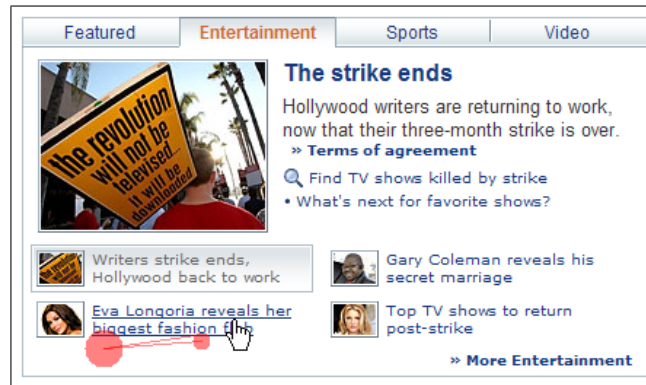 Featured
Entertainment
Sports
Video
the revolution
will not be
televised...
it will be
downloaded
The strike ends
Hollywood writers are returning to work,
now that their three-month strike is over.
» Terms of agreement
Find TV shows killed by strike
• What's next for favorite shows?
Writers strike ends,
Hollywood back to work
Gary Coleman reveals his
secret marriage
Eva Longoria reveals her
biggest fashion
Top TV shows to return
post-strike
» More Entertainment